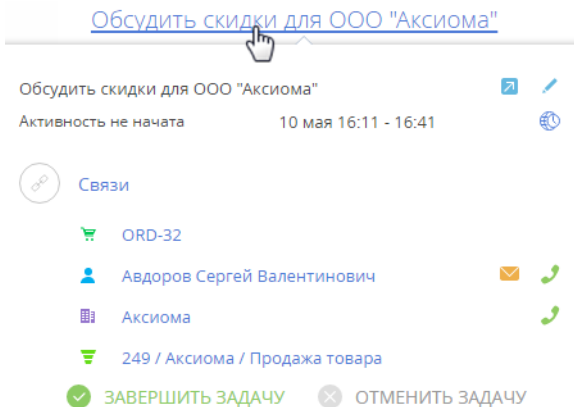 Обсудить скидки для ООО "Аксиома"
Обсудить скидки для ООО "Аксиома"
Активность не начата 10 мая 16:11 - 16:41
Связи
ORD-32
Авдоров Сергей Валентинович
Аксиома
249 / Аксиома / Продажа товара
ЗАВЕРШИТЬ ЗАДАЧУ ОТМЕНИТЬ ЗАДАЧУ